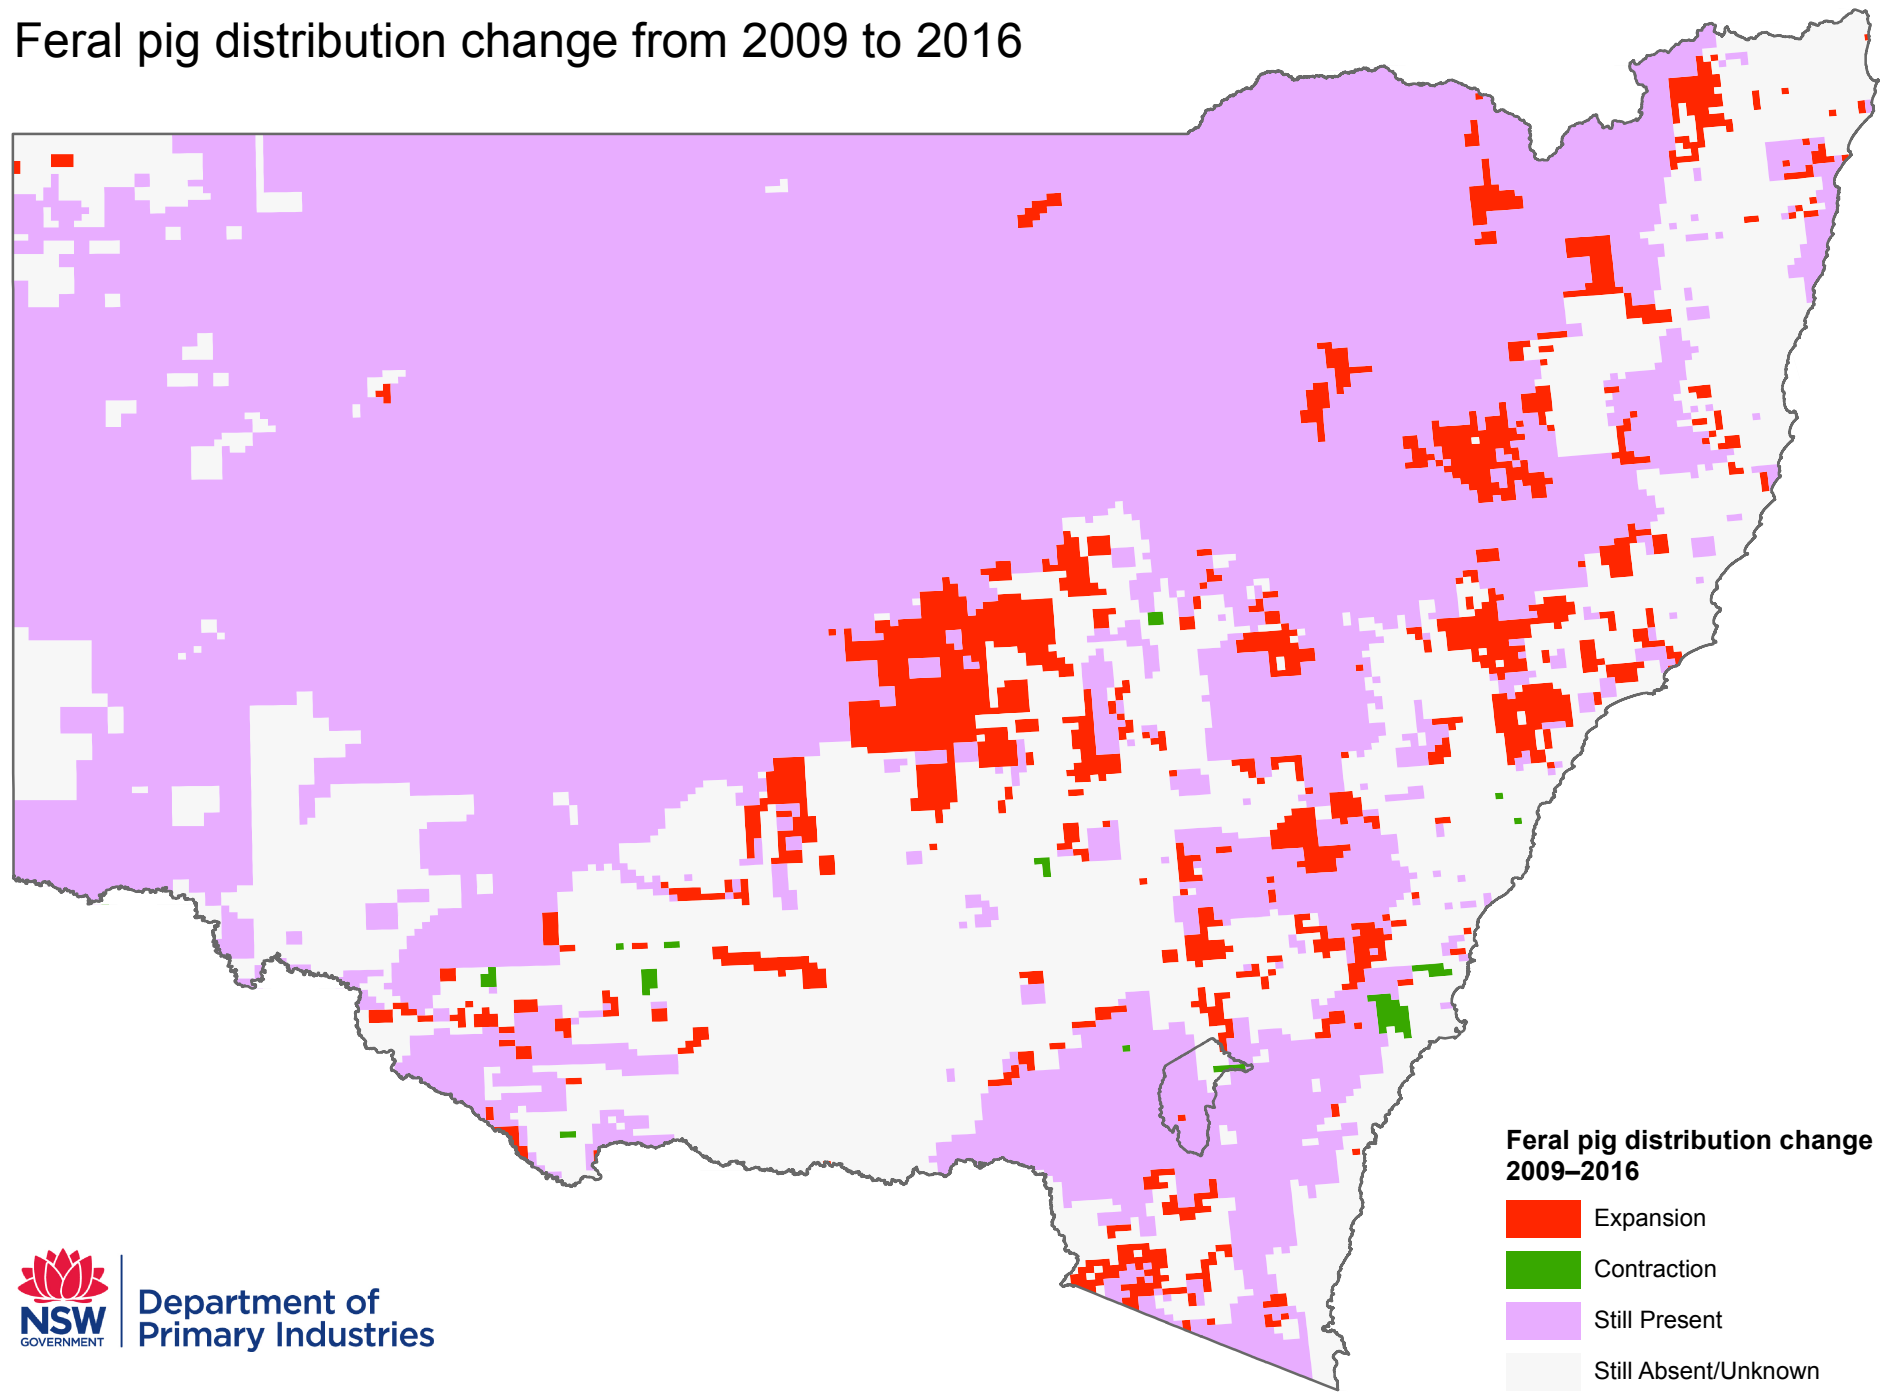 Feral pig distribution change from 2009 to 2016
Feral pig distribution change
2009–2016
Expansion
Contraction
Still Present
Still Absent/Unknown
NSW
GOVERNMENT
Department of
Primary Industries